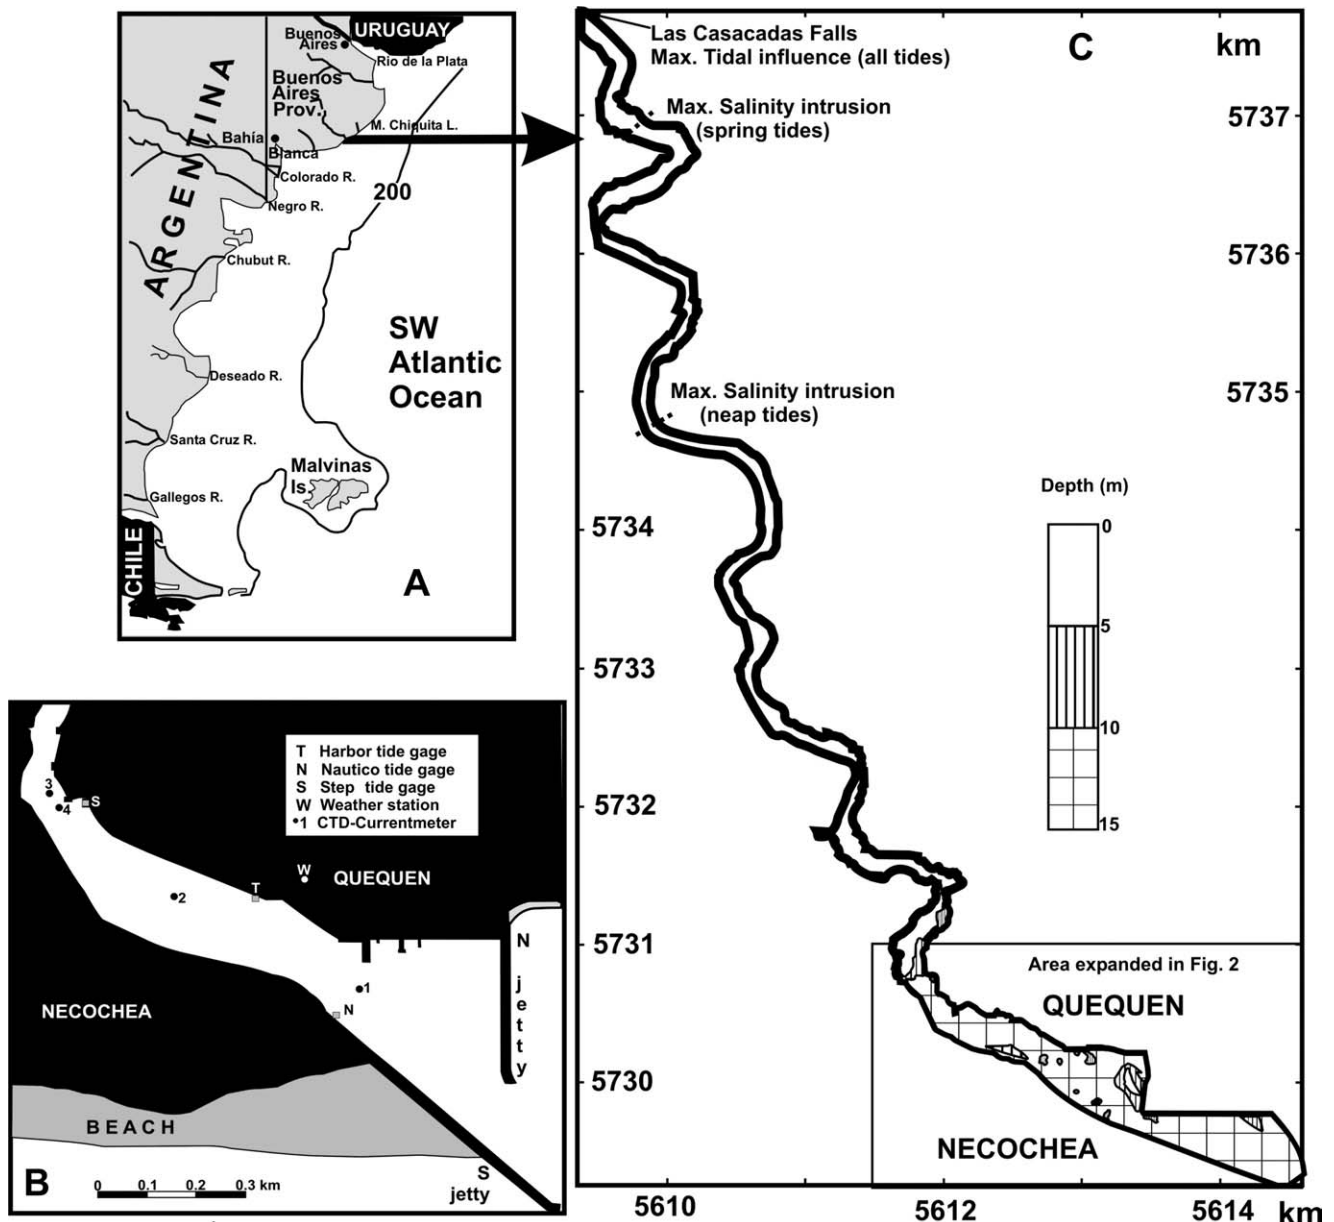 URUGUAY
Buenos
Aires
Rio de la Plata
Buenos
Aires
Prov.
M. Chiquita L.
Bahía
Blanca
Colorado R.
200
Negro R.
ARGENTINA
Chubut R.
SW
Atlantic
Ocean
Deseado R.
Santa Cruz R.
Malvinas
Is.
Gallegos R.
CHILE
A
T Harbor tide gage
N Nautico tide gage
S Step tide gage
W Weather station
•1 CTD-Currentmeter
3
4
S
W
QUEQUEN
T
2
N jetty
1
N
NECOCHEA
BEACH
S
jetty
B
0 0.1 0.2 0.3 km
Las Casacadas Falls
Max. Tidal influence (all tides)
C
km
Max. Salinity intrusion
(spring tides)
5737
5736
Max. Salinity intrusion
(neap tides)
5735
Depth (m)
0
5
10
15
5734
5733
5732
5731
5730
Area expanded in Fig. 2
QUEQUEN
NECOCHEA
5610
5612
5614
km